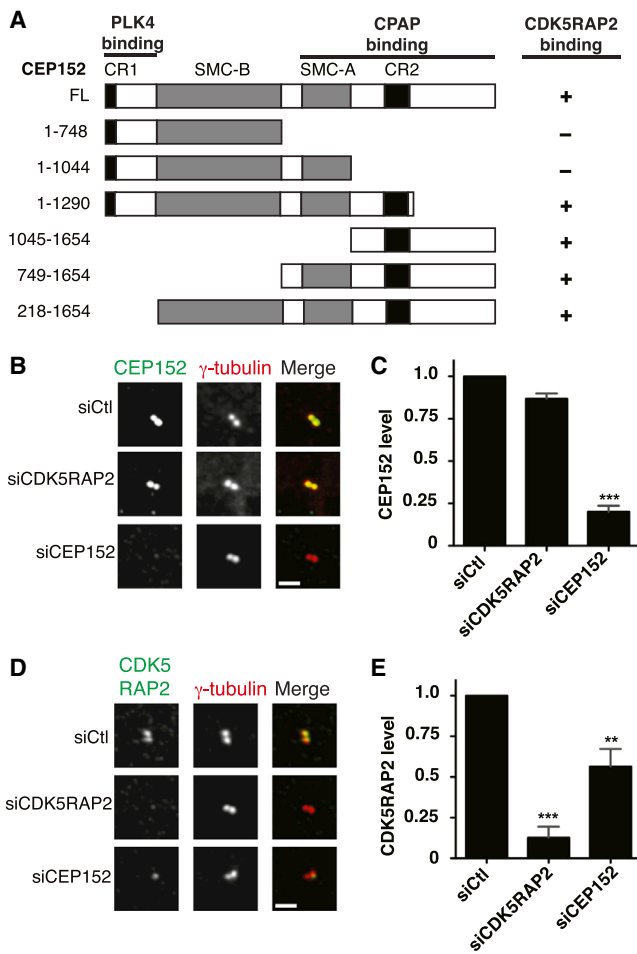 A
PLK4 binding
CPAP binding
CDK5RAP2 binding
CEP152 CR1 SMC-B SMC-A CR2
FL +
1-748 –
1-1044 –
1-1290 +
1045-1654 +
749-1654 +
218-1654 +
B
CEP152 γ-tubulin Merge
siCtl
siCDK5RAP2
siCEP152
C
CEP152 level
1.0
0.75
0.5
0.25
0
***
siCtl
siCDK5RAP2
siCEP152
D
CDK5
RAP2 γ-tubulin Merge
siCtl
siCDK5RAP2
siCEP152
E
CDK5RAP2 level
1.0
0.75
0.5
0.25
0
***
**
siCtl
siCDK5RAP2
siCEP152